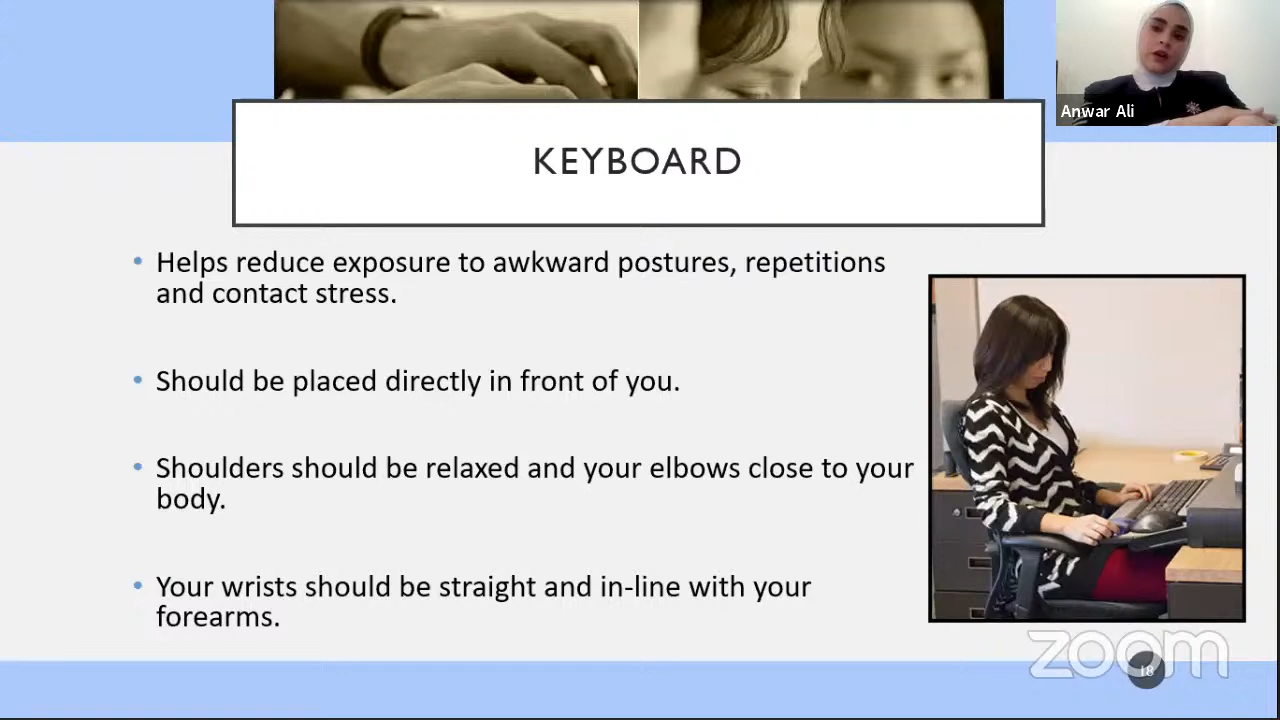 Anwar Ali
KEYBOARD
• Helps reduce exposure to awkward postures, repetitions
and contact stress.
• Should be placed directly in front of you.
• Shoulders should be relaxed and your elbows close to your
body.
• Your wrists should be straight and in-line with your
forearms.
zoom
18